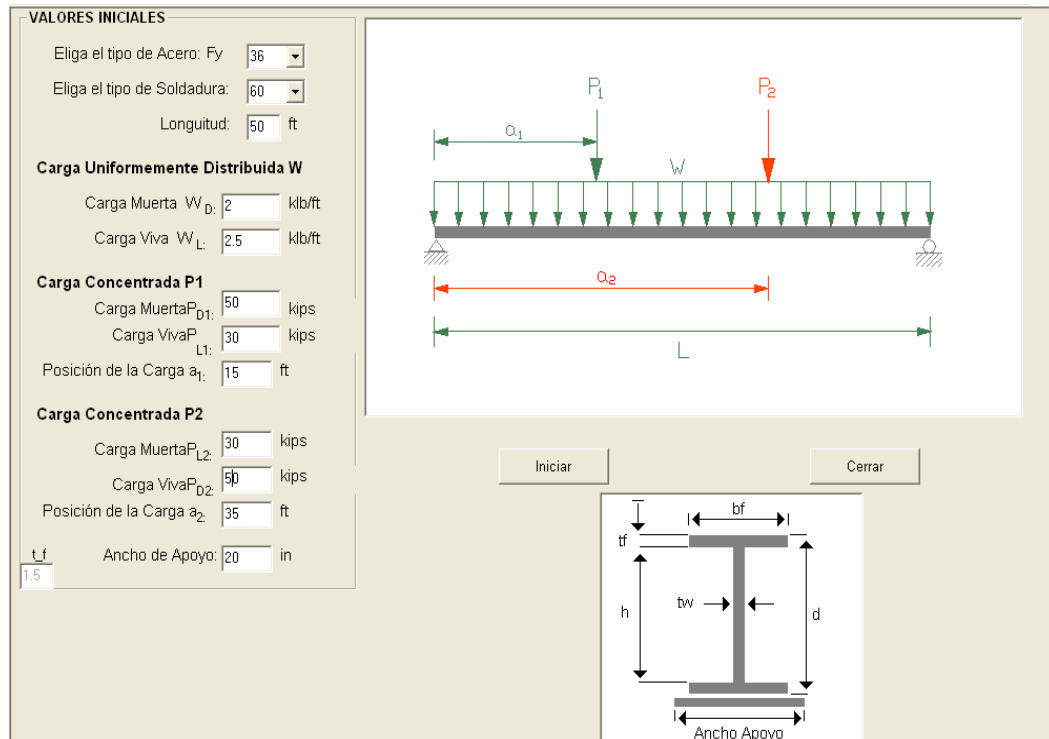 VALORES INICIALES
Eliga el tipo de Acero: Fy 36
Eliga el tipo de Soldadura: 60
Longuitud: 50 ft
Carga Uniformemente Distribuida W
Carga Muerta W D: 2 klb/ft
Carga Viva W L: 2.5 klb/ft
Carga Concentrada P1
Carga MuertaP D1: 50 kips
Carga VivaP L1: 30 kips
Posición de la Carga a 1: 15 ft
Carga Concentrada P2
Carga MuertaP L2: 30 kips
Carga VivaP D2: 50 kips
Posición de la Carga a 2: 35 ft
t_f
Ancho de Apoyo: 20 in
1.5
P1
P2
a1
W
a2
L
Iniciar
Cerrar
bf
tf
h
tw
d
Ancho Apoyo